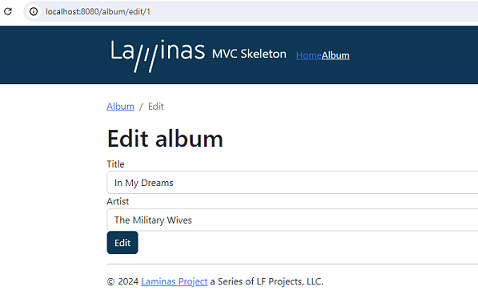 localhost:8080/album/edit/1
Laminas MVC Skeleton HomeAlbum
Album / Edit
Edit album
Title
In My Dreams
Artist
The Military Wives
Edit
© 2024 Laminas Project a Series of LF Projects, LLC.